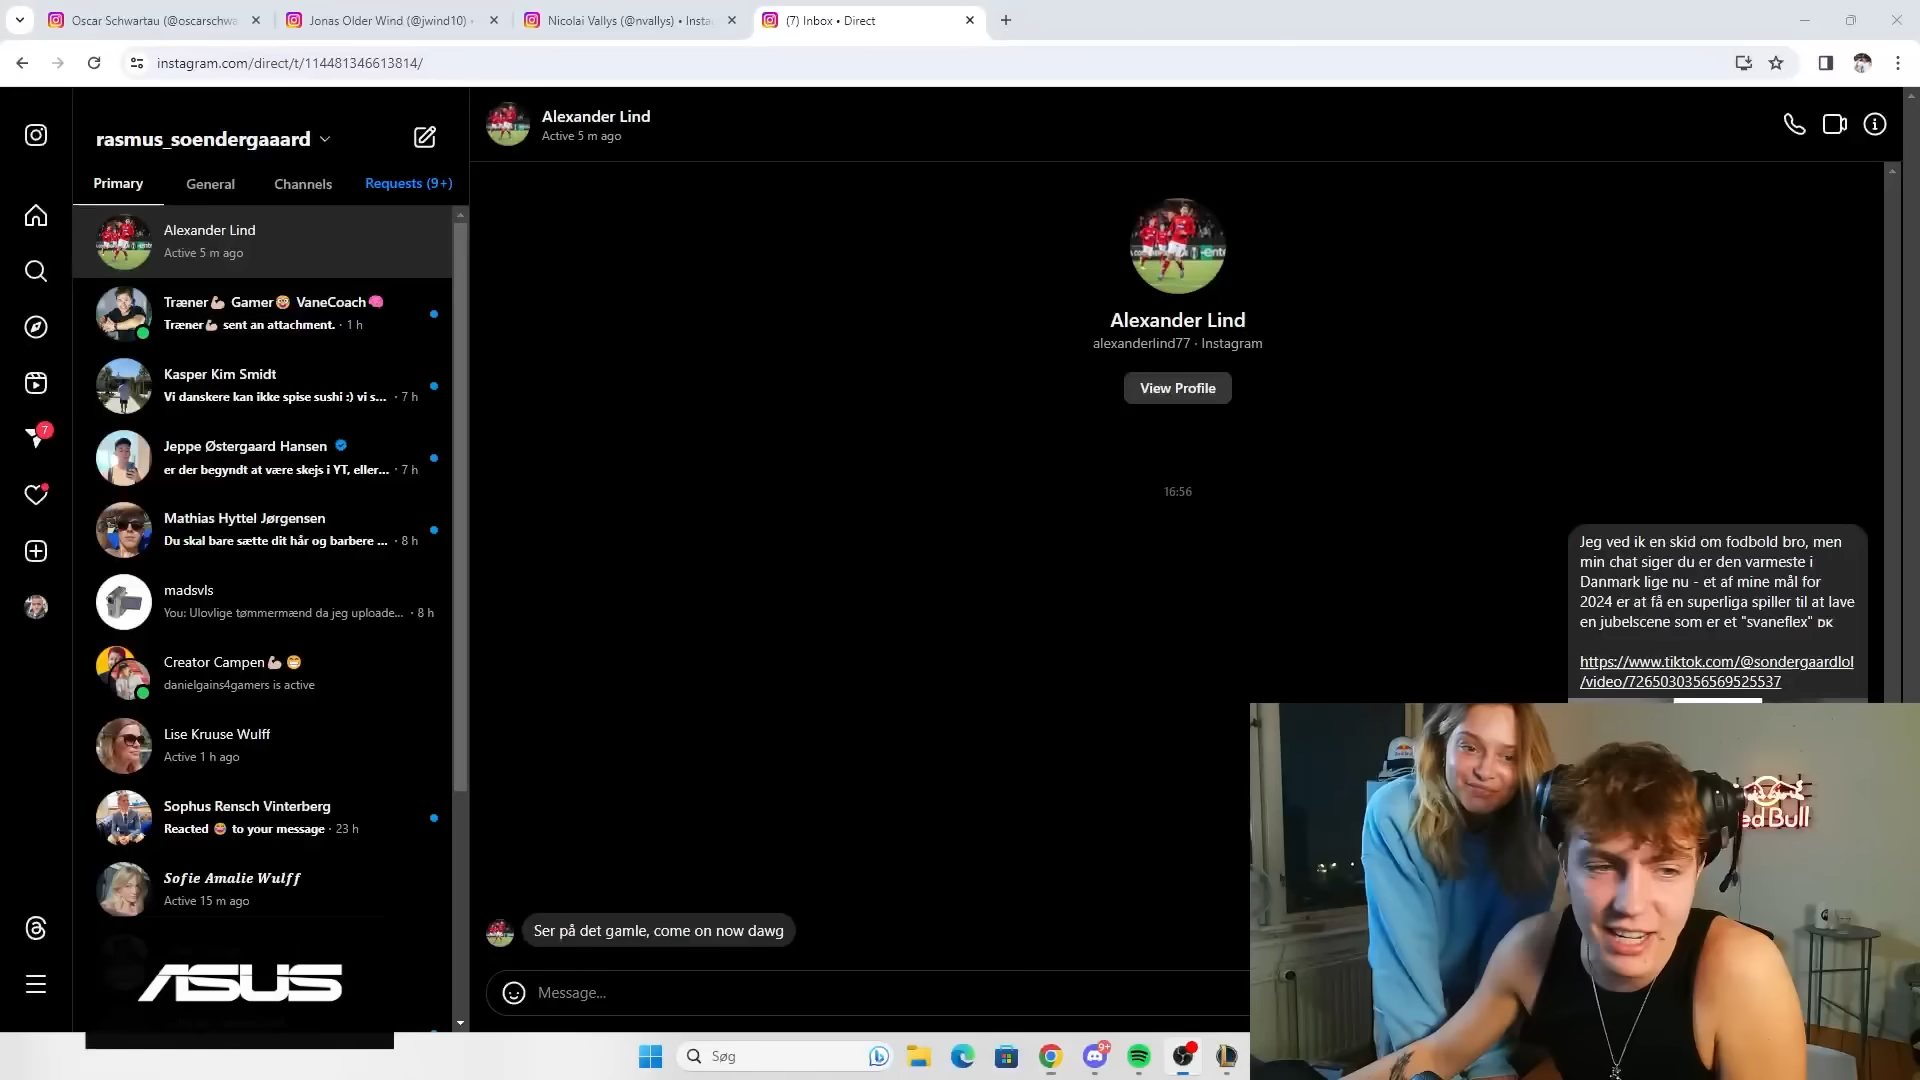 Oscar Schwartau (@oscarschwa
Jonas Older Wind (@jwind10) •
Nicolai Vallys (@nvallys) • Insta
(7) Inbox • Direct
instagram.com/direct/t/114481346613814/
rasmus_soendergaaard
Primary
General
Channels
Requests (9+)
Alexander Lind
Active 5 m ago
Træner💪🏼 Gamer VaneCoach🧠
Træner💪🏼 sent an attachment. · 1 h
Kasper Kim Smidt
Vi danskere kan ikke spise sushi :) vi s... · 7 h
Jeppe Østergaard Hansen
er der begyndt at være skejs i YT, eller... · 7 h
Mathias Hyttel Jørgensen
Du skal bare sætte dit hår og barbere ... · 8 h
madsvls
You: Ulovlige tømmermænd da jeg uploade... · 8 h
Creator Campen💪🏼 😁
danielgains4gamers is active
Lise Kruuse Wulff
Active 1 h ago
Sophus Rensch Vinterberg
Reacted 😂 to your message · 23 h
Sofie Amalie Wulff
Active 15 m ago
7
ASUS
Alexander Lind
Active 5 m ago
Alexander Lind
alexanderlind77 · Instagram
View Profile
16:56
Jeg ved ik en skid om fodbold bro, men
min chat siger du er den varmeste i
Danmark lige nu - et af mine mål for
2024 er at få en superliga spiller til at lave
en jubelscene som er et "svaneflex" DK
https://www.tiktok.com/@sondergaardlol
/video/7265030356569525537
Ser på det gamle, come on now dawg
Message...
ed Bull
Søg
9+